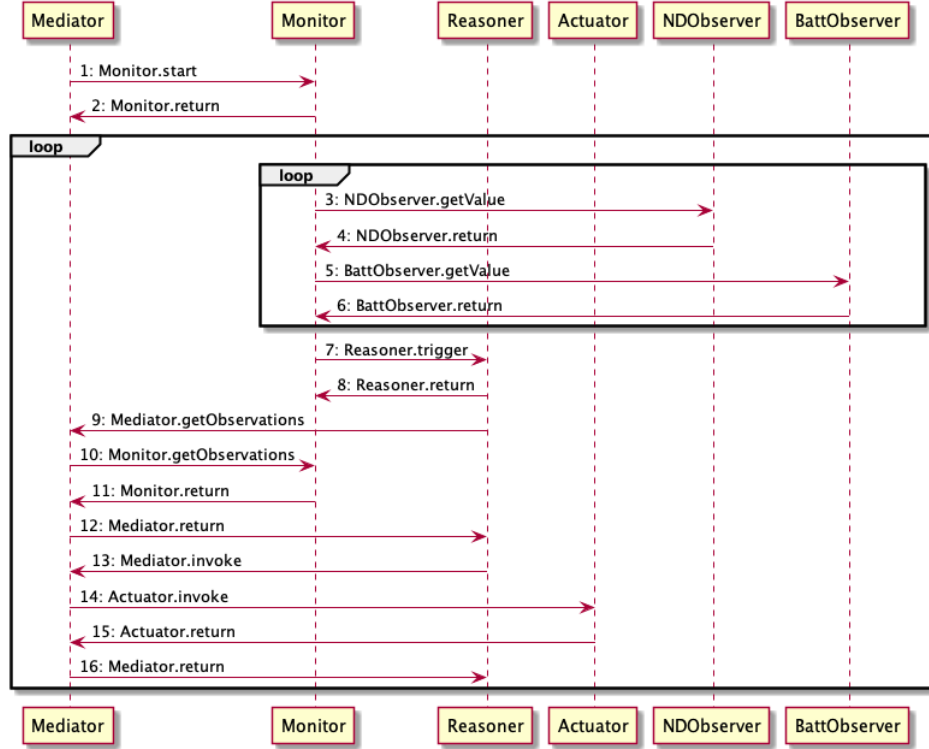 Mediator Monitor Reasoner Actuator NDObserver BattObserver
1: Monitor.start
2: Monitor.return
loop
loop
3: NDObserver.getValue
4: NDObserver.return
5: BattObserver.getValue
6: BattObserver.return
7: Reasoner.trigger
8: Reasoner.return
9: Mediator.getObservations
10: Monitor.getObservations
11: Monitor.return
12: Mediator.return
13: Mediator.invoke
14: Actuator.invoke
15: Actuator.return
16: Mediator.return
Mediator Monitor Reasoner Actuator NDObserver BattObserver